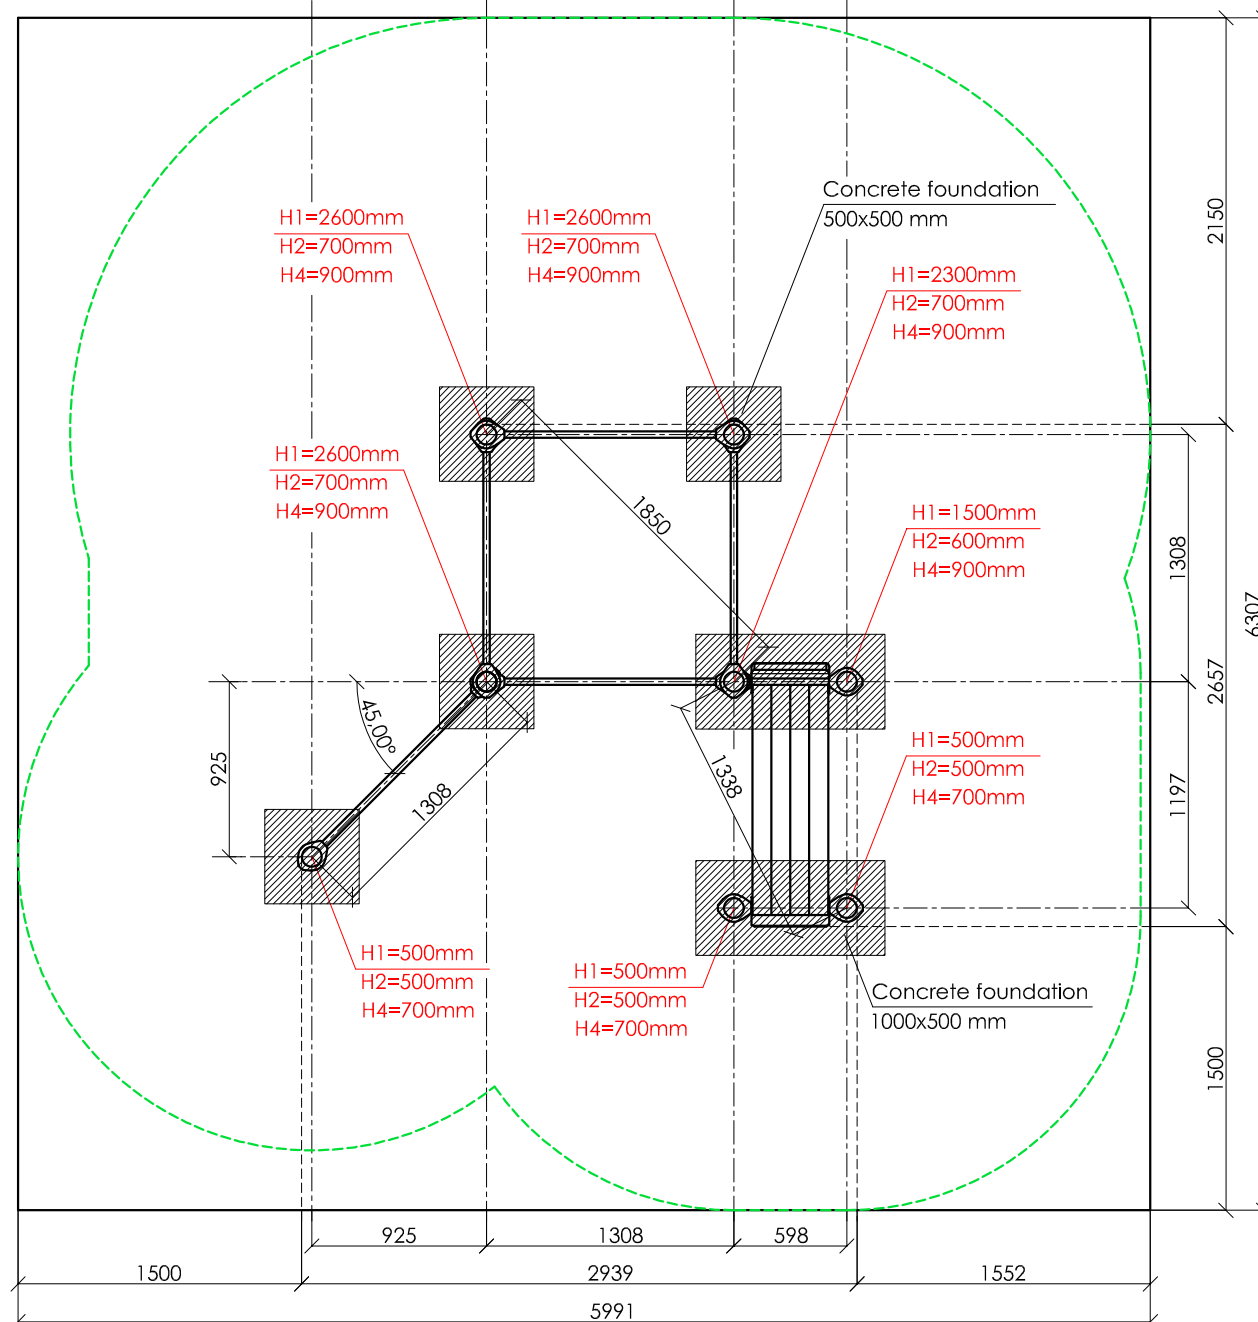 Concrete foundation
500x500 mm
H1=2600mm
H2=700mm
H4=900mm
H1=2600mm
H2=700mm
H4=900mm
2150
H1=2300mm
H2=700mm
H4=900mm
H1=2600mm
H2=700mm
H4=900mm
1850
H1=1500mm
H2=600mm
H4=900mm
1308
6307
2657
45,00°
925
1308
1338
H1=500mm
H2=500mm
H4=700mm
1197
H1=500mm
H2=500mm
H4=700mm
H1=500mm
H2=500mm
H4=700mm
Concrete foundation
1000x500 mm
1500
925
1308
598
1500
2939
1552
5991